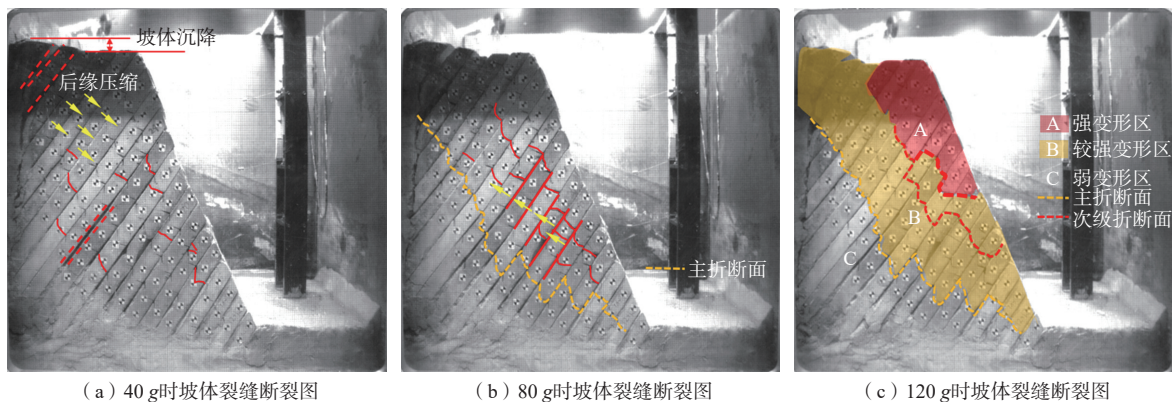 坡体沉降
后缘压缩
主折断面
A
B
C
A 强变形区
B 较强变形区
C 弱变形区
主折断面
次级折断面
（a）40 g时坡体裂缝断裂图
（b）80 g时坡体裂缝断裂图
（c）120 g时坡体裂缝断裂图